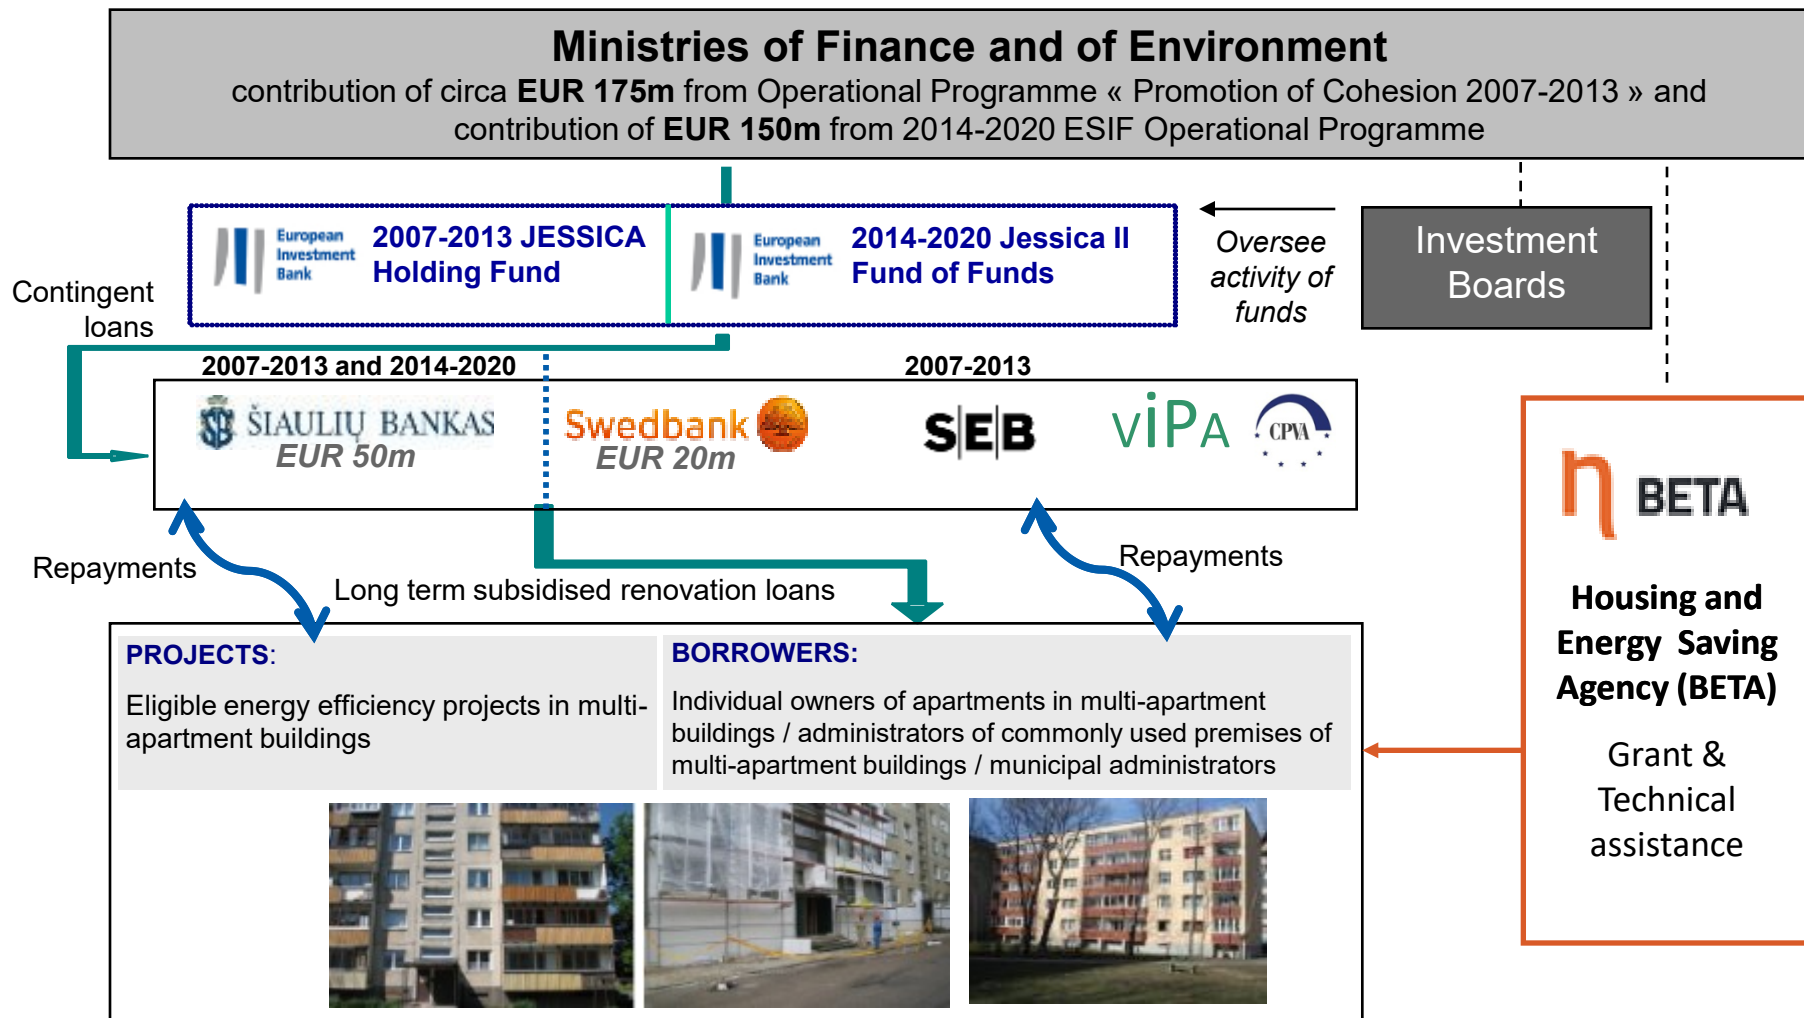 Ministries of Finance and of Environment
contribution of circa EUR 175m from Operational Programme « Promotion of Cohesion 2007-2013 » and
contribution of EUR 150m from 2014-2020 ESIF Operational Programme
European
Investment
Bank
2007-2013 JESSICA
Holding Fund
European
Investment
Bank
2014-2020 Jessica II
Fund of Funds
Oversee
activity of
funds
Investment
Boards
Contingent
loans
2007-2013 and 2014-2020
2007-2013
ŠIAULIŲ BANKAS
EUR 50m
Swedbank
EUR 20m
SEB
viPA
CPVA
Repayments
Long term subsidised renovation loans
Repayments
PROJECTS:
Eligible energy efficiency projects in multi-
apartment buildings
BORROWERS:
Individual owners of apartments in multi-apartment
buildings / administrators of commonly used premises of
multi-apartment buildings / municipal administrators
η BETA
Housing and
Energy Saving
Agency (BETA)
Grant &
Technical
assistance